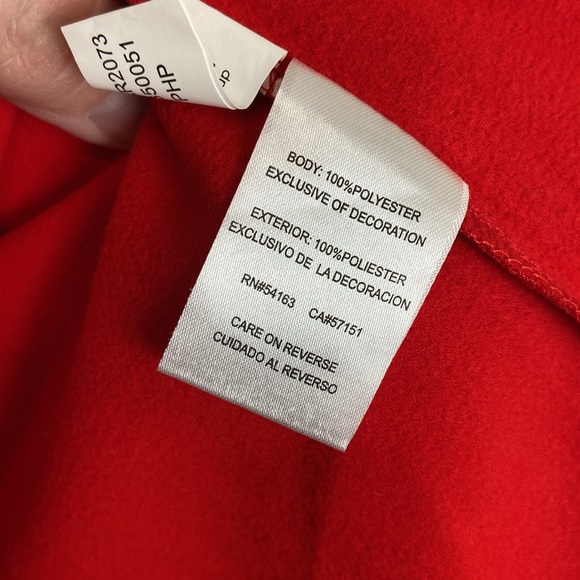 R2073
50051
PHP
BODY: 100%POLYESTER
EXCLUSIVE OF DECORATION
EXTERIOR: 100%POLIESTER
EXCLUSIVO DE LA DECORACION
RN#54163 CA#57151
CARE ON REVERSE
CUIDADO AL REVERSO